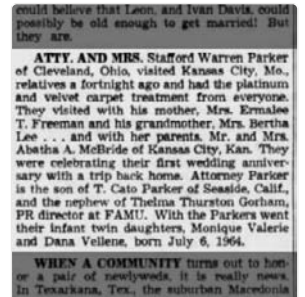 could believe that Leon, and Ivan Davis, could
possibly be old enough to get married! But
they are.
ATTY. AND MRS. Stafford Warren Parker
of Cleveland, Ohio, visited Kansas City, Mo.,
relatives a fortnight ago and had the platinum
and velvet carpet treatment from everyone.
They visited with his mother, Mrs. Ermalee
T. Freeman and his grandmother, Mrs. Bertha
Lee . . . and with her parents, Mr. and Mrs.
Abatha A. McBride of Kansas City, Kan. They
were celebrating their first wedding anniver-
sary with a trip back home. Attorney Parker
is the son of T. Cato Parker of Seaside, Calif.,
and the nephew of Thelma Thurston Gorham,
PR director at FAMU. With the Parkers went
their infant twin daughters, Monique Valerie
and Dana Vellene, born July 6, 1964.
WHEN A COMMUNITY turns out to hon-
or a pair of newlyweds, it is really news.
In Texarkana, Tex., the suburban Macedonia